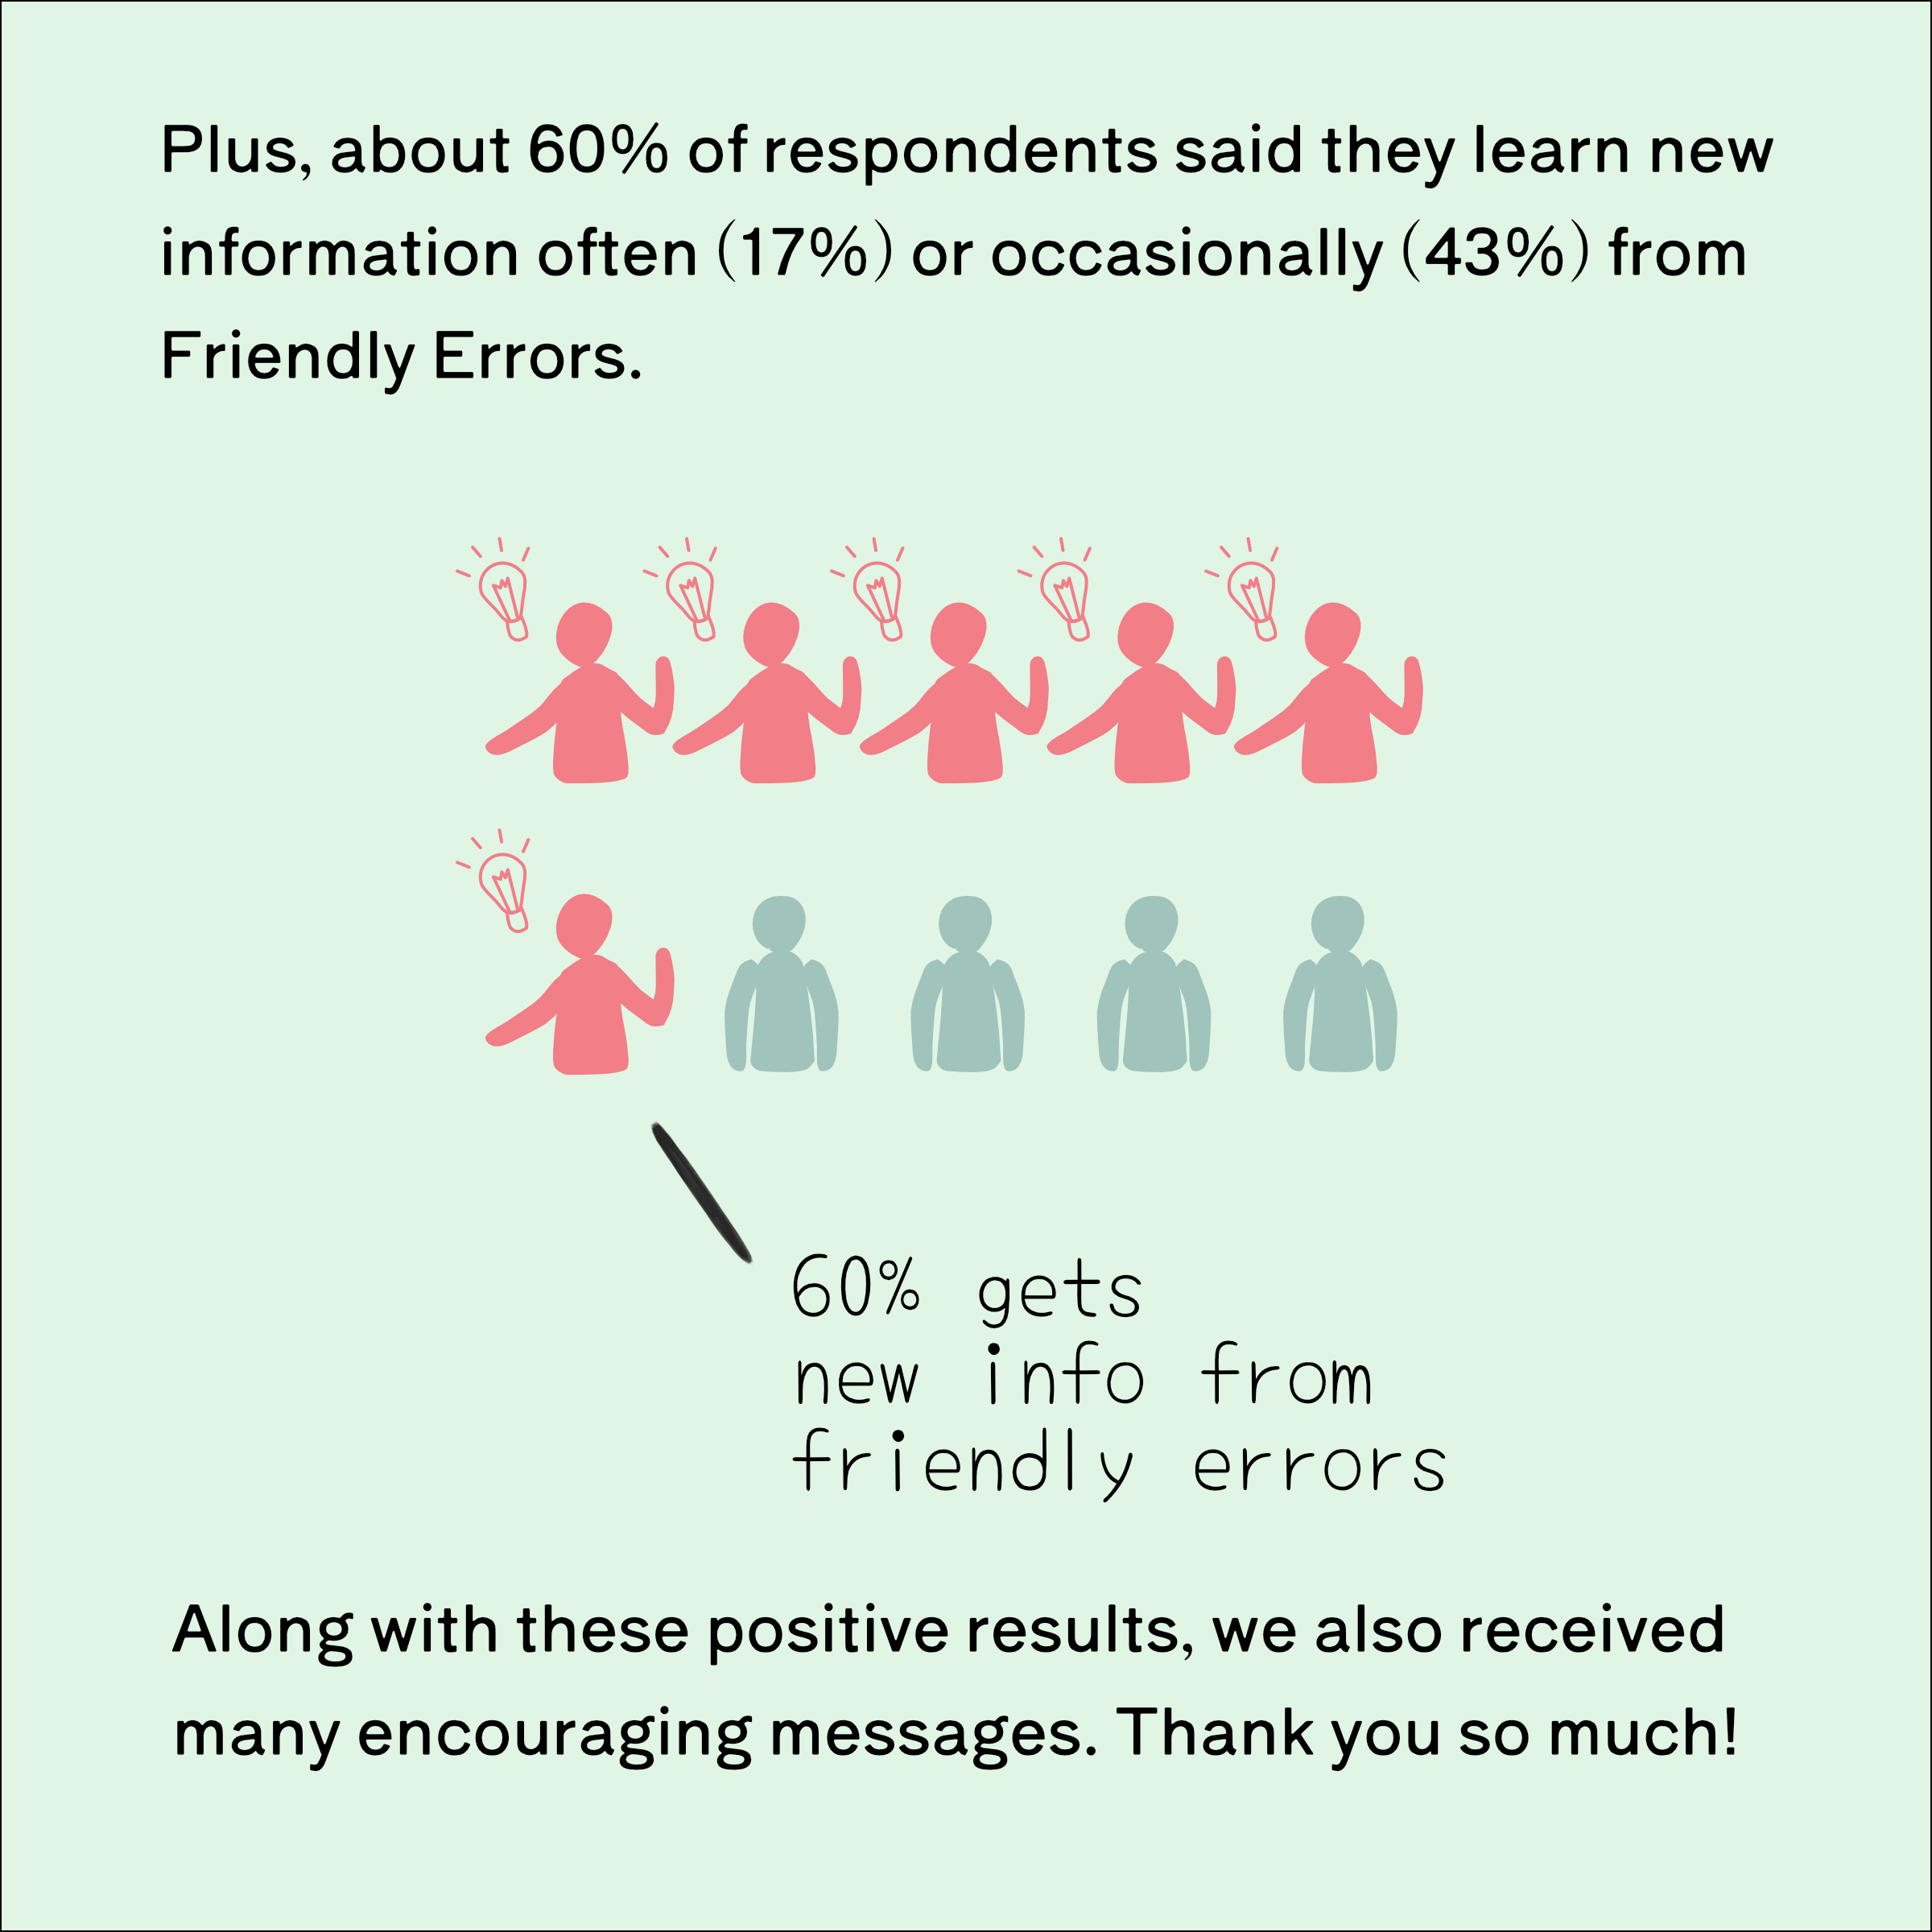 Plus, about 60% of respondents said they learn new
information often (17%) or occasionally (43%) from
Friendly Errors.
60% gets
new info from
friendly errors
Along with these positive results, we also received
many encouraging messages. Thank you so much!